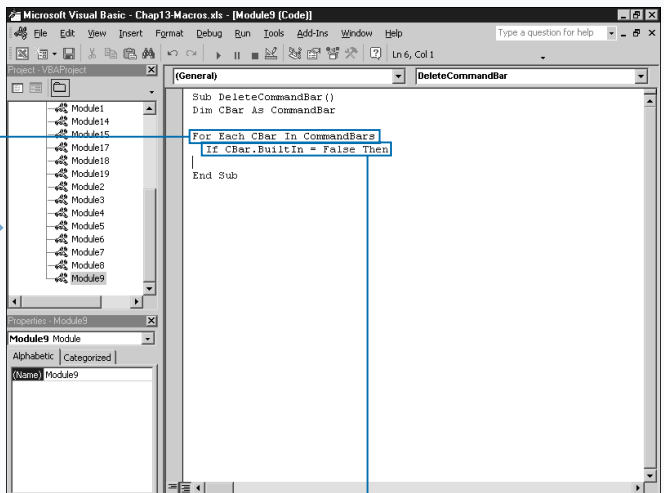 Microsoft Visual Basic - Chap13-Macros.xls - [Module9 (Code)]
File Edit View Insert Format Debug Run Tools Add-Ins Window Help Type a question for help
Ln 6, Col 1
Project - VBAProject
(General) DeleteCommandBar
Module1
Module14
Module15
Module17
Module18
Module19
Module2
Module3
Module4
Module5
Module6
Module7
Module8
Module9
Sub DeleteCommandBar()
Dim CBar As CommandBar
For Each CBar In CommandBars
If CBar.BuiltIn = False Then
End Sub
Properties - Module9
Module9 Module
Alphabetic Categorized
(Name) Module9